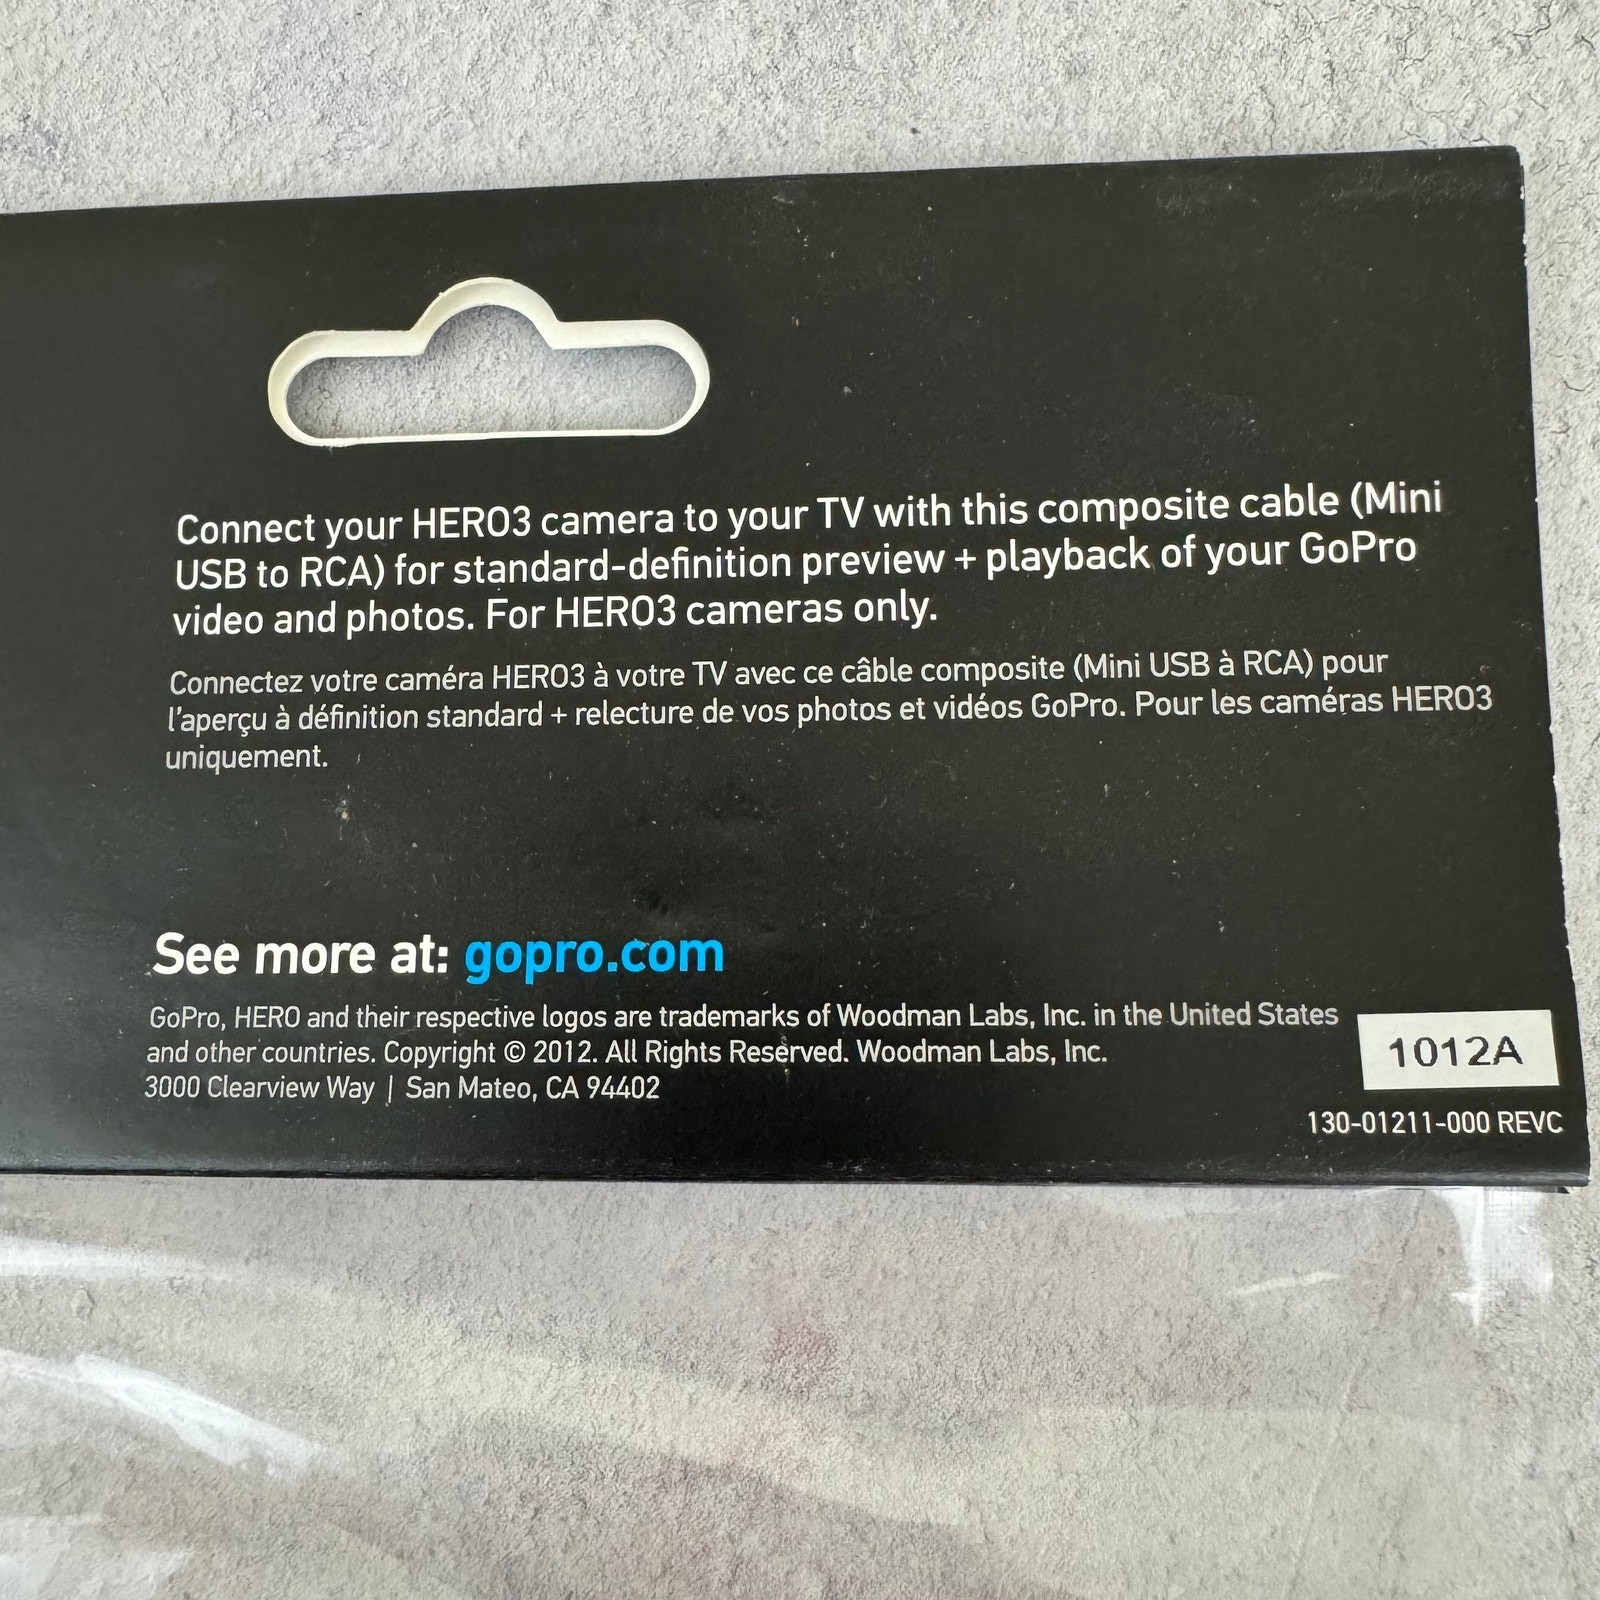 Connect your HERO3 camera to your TV with this composite cable (Mini
USB to RCA) for standard-definition preview + playback of your GoPro
video and photos. For HERO3 cameras only.
Connectez votre caméra HERO3 à votre TV avec ce câble composite (Mini USB à RCA) pour
l'aperçu à définition standard + relecture de vos photos et vidéos GoPro. Pour les caméras HERO3
uniquement.
See more at: gopro.com
GoPro, HERO and their respective logos are trademarks of Woodman Labs, Inc. in the United States
and other countries. Copyright © 2012. All Rights Reserved. Woodman Labs, Inc.
3000 Clearview Way | San Mateo, CA 94402
1012A
130-01211-000 REVC